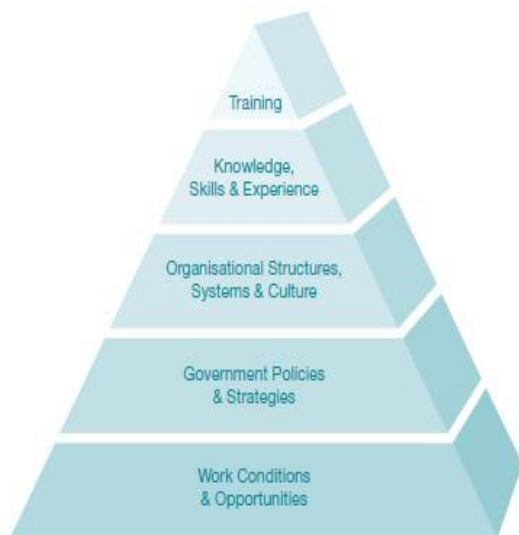 Training
Knowledge,
Skills & Experience
Organisational Structures,
Systems & Culture
Government Policies
& Strategies
Work Conditions
& Opportunities